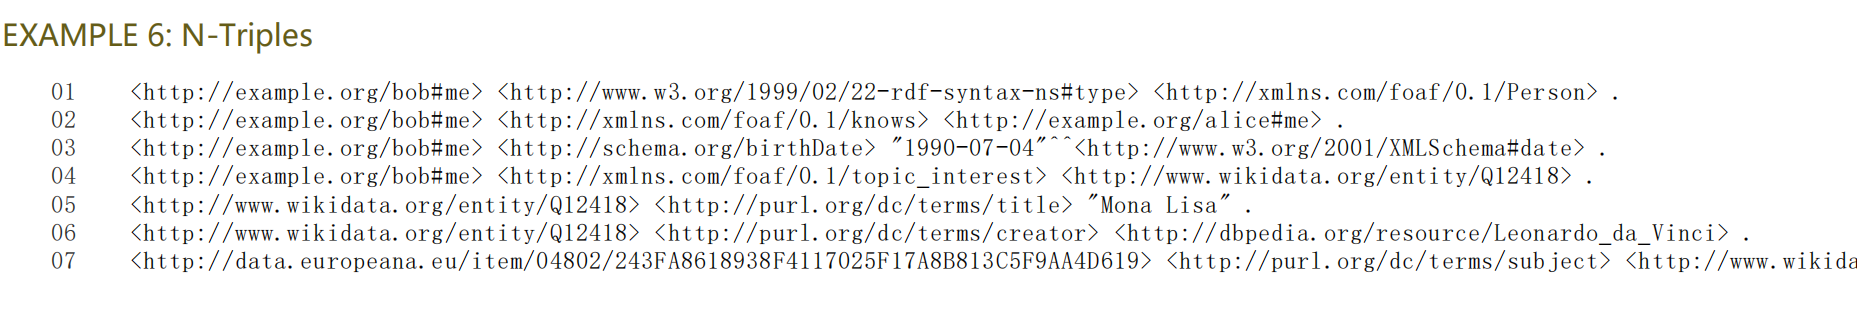 EXAMPLE 6: N-Triples
01 <http://example.org/bob#me> <http://www.w3.org/1999/02/22-rdf-syntax-ns#type> <http://xmlns.com/foaf/0.1/Person> .
02 <http://example.org/bob#me> <http://xmlns.com/foaf/0.1/knows> <http://example.org/alice#me> .
03 <http://example.org/bob#me> <http://schema.org/birthDate> "1990-07-04"^^<http://www.w3.org/2001/XMLSchema#date> .
04 <http://example.org/bob#me> <http://xmlns.com/foaf/0.1/topic_interest> <http://www.wikidata.org/entity/Q12418> .
05 <http://www.wikidata.org/entity/Q12418> <http://purl.org/dc/terms/title> "Mona Lisa" .
06 <http://www.wikidata.org/entity/Q12418> <http://purl.org/dc/terms/creator> <http://dbpedia.org/resource/Leonardo_da_Vinci> .
07 <http://data.europeana.eu/item/04802/243FA8618938F4117025F17A8B813C5F9AA4D619> <http://purl.org/dc/terms/subject> <http://www.wikida